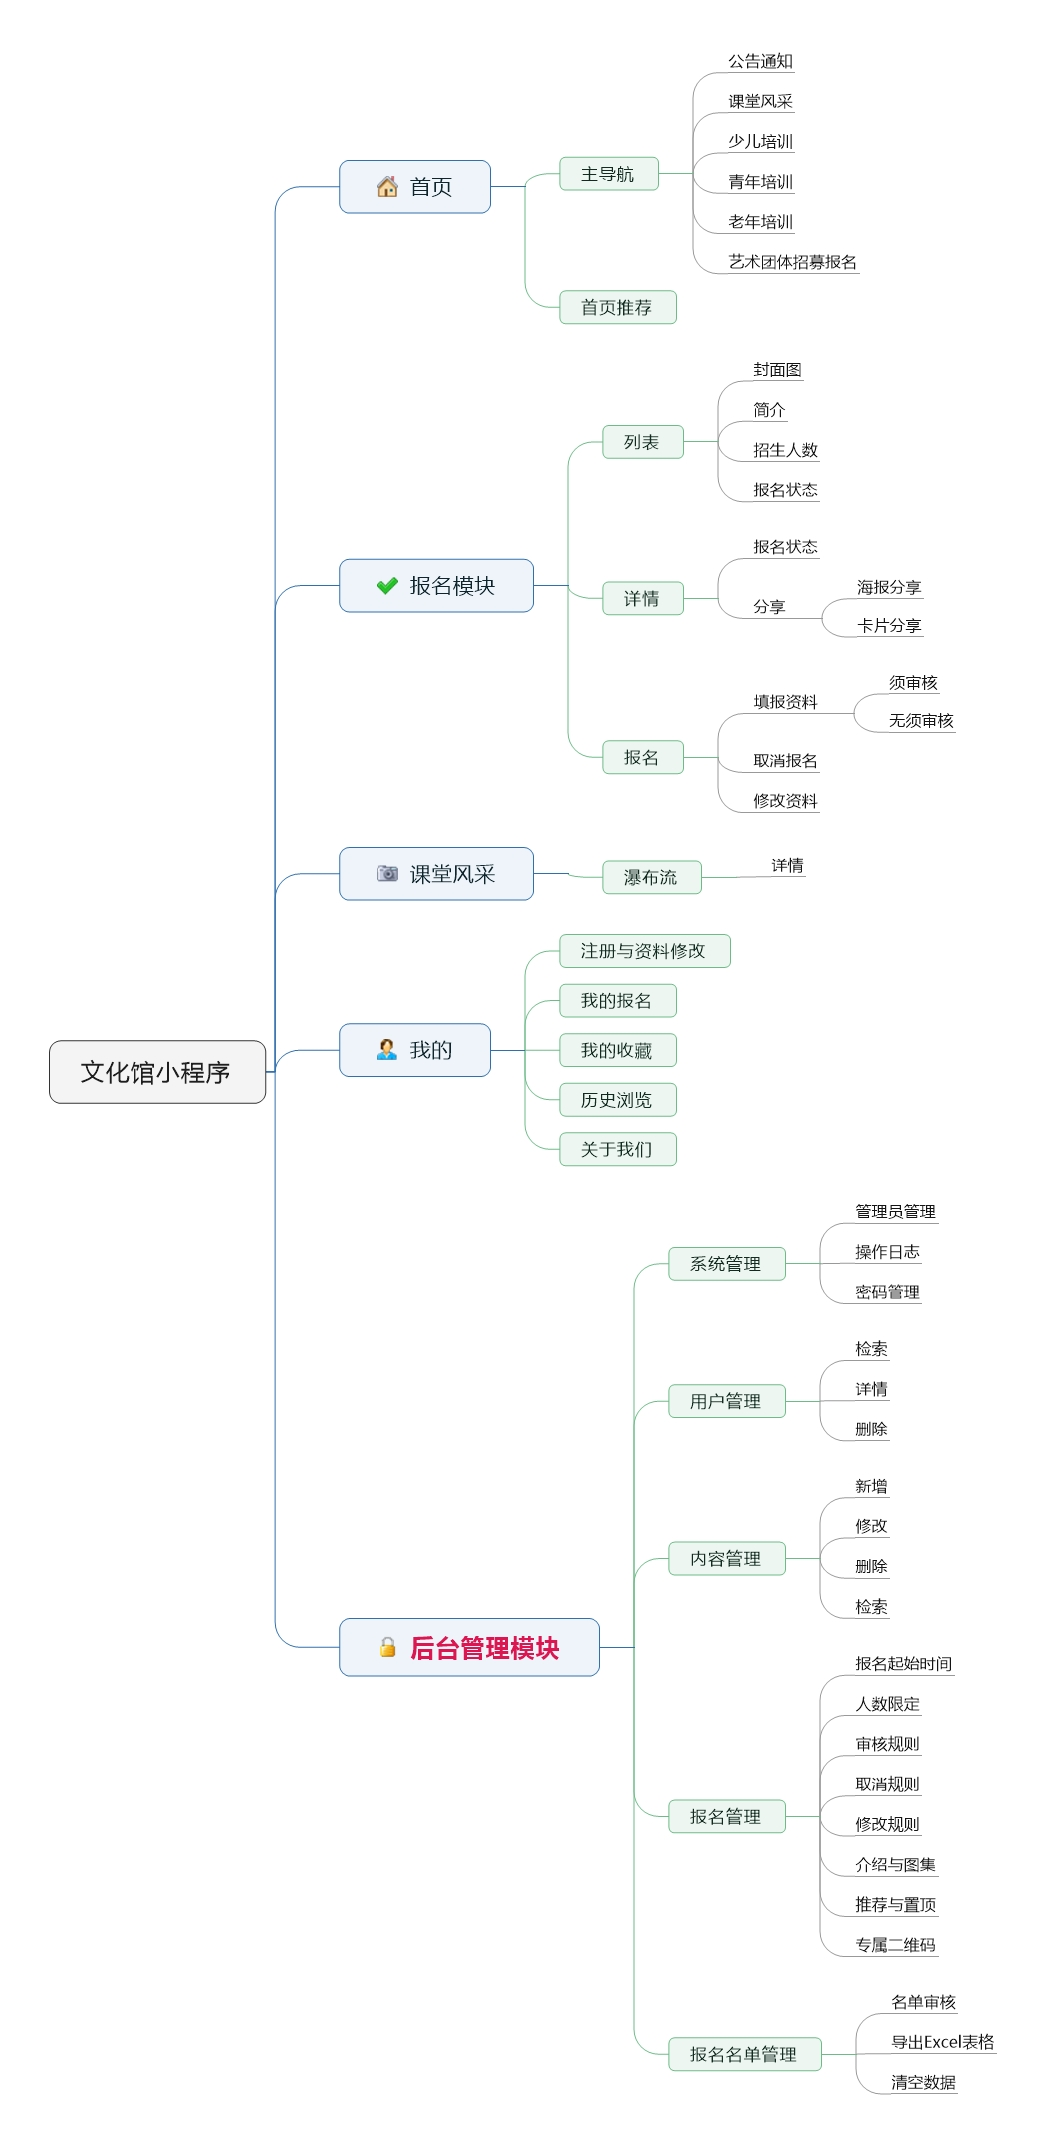 文化馆小程序
首页
主导航
公告通知
课堂风采
少儿培训
青年培训
老年培训
艺术团体招募报名
首页推荐
报名模块
列表
封面图
简介
招生人数
报名状态
详情
报名状态
分享
海报分享
卡片分享
报名
填报资料
须审核
无须审核
取消报名
修改资料
课堂风采
瀑布流
详情
我的
注册与资料修改
我的报名
我的收藏
历史浏览
关于我们
后台管理模块
系统管理
管理员管理
操作日志
密码管理
用户管理
检索
详情
删除
内容管理
新增
修改
删除
检索
报名管理
报名起始时间
人数限定
审核规则
取消规则
修改规则
介绍与图集
推荐与置顶
专属二维码
报名名单管理
名单审核
导出Excel表格
清空数据